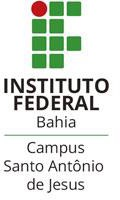 INSTITUTO
FEDERAL
Bahia
Campus
Santo Antônio
de Jesus